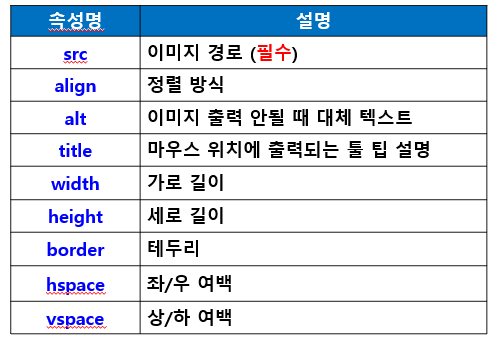 속성명 설명
src 이미지 경로 (필수)
align 정렬 방식
alt 이미지 출력 안될 때 대체 텍스트
title 마우스 위치에 출력되는 툴 팁 설명
width 가로 길이
height 세로 길이
border 테두리
hspace 좌/우 여백
vspace 상/하 여백